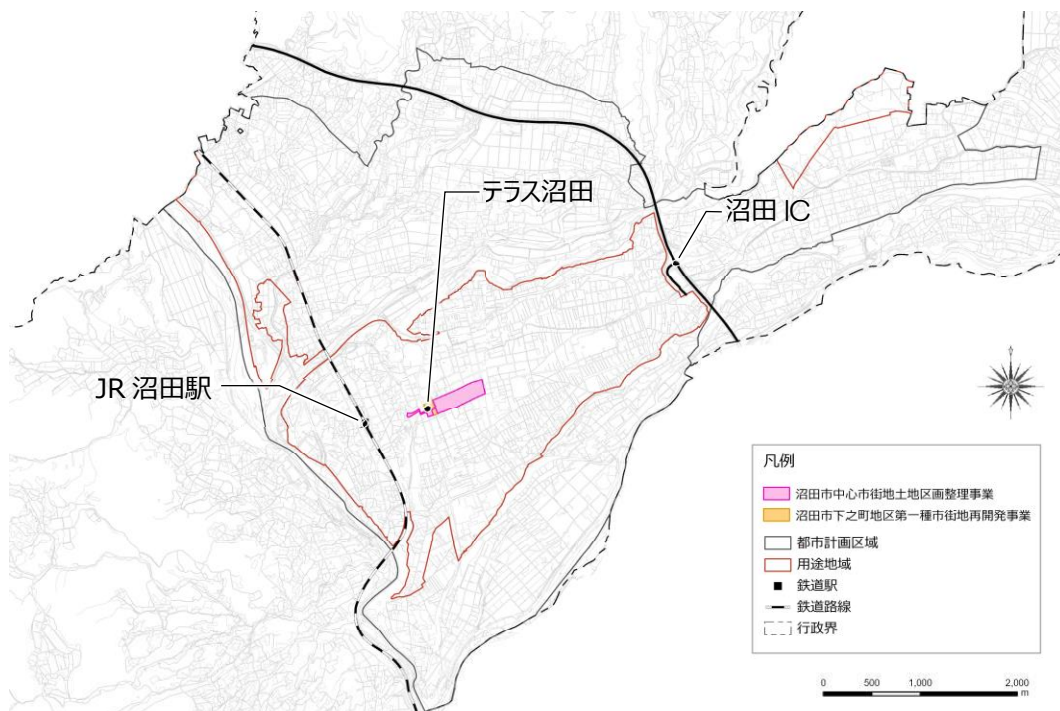 テラス沼田
沼田 IC
JR 沼田駅
凡例
沼田市中心市街地土地区画整理事業
沼田市下之町地区第一種市街地再開発事業
都市計画区域
用途地域
鉄道駅
鉄道路線
行政界
0 500 1,000 2,000
m